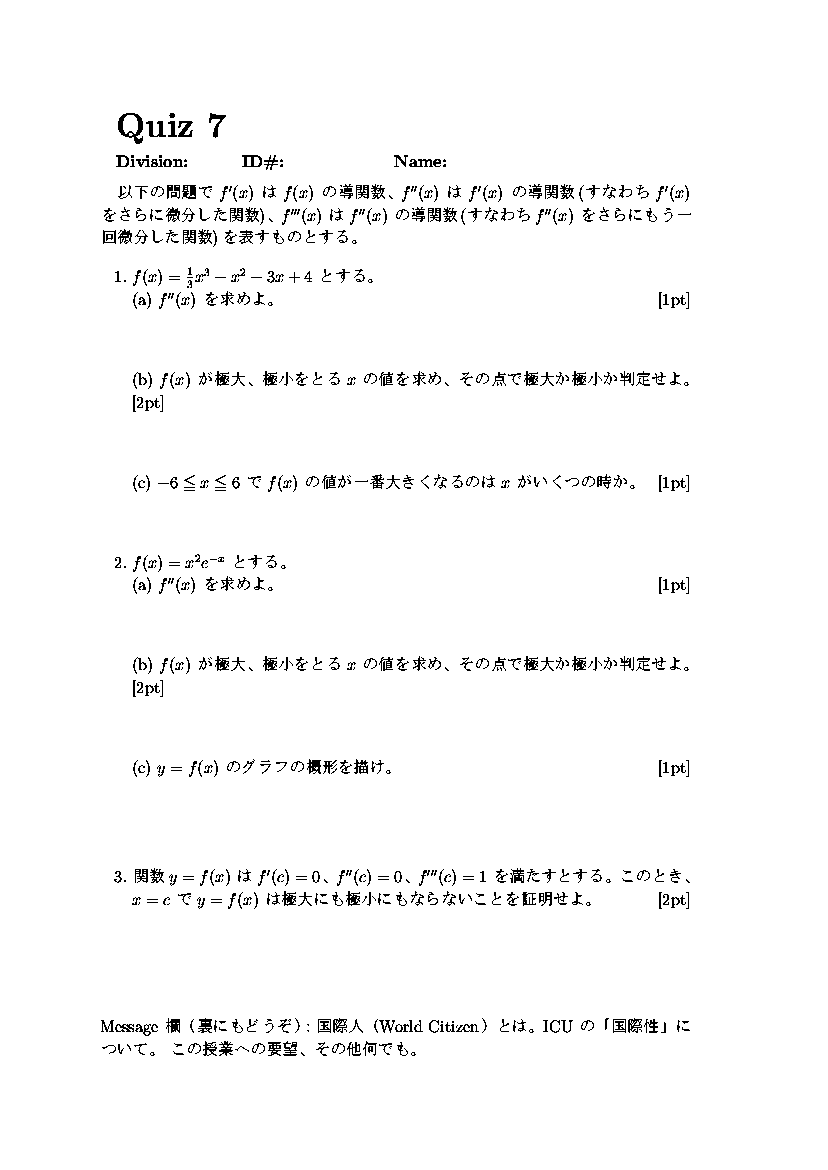 Quiz 7
Division: ID#: Name:
以下の問題で f′(x) は f(x) の導関数、f″(x) は f′(x) の導関数(すなわち f′(x)
をさらに微分した関数)、f‴(x) は f″(x) の導関数(すなわち f″(x) をさらにもう一
回微分した関数) を表すものとする。
1. f(x) = 1/3 x³ − x² − 3x + 4 とする。
(a) f″(x) を求めよ。 [1pt]
(b) f(x) が極大、極小をとる x の値を求め、その点で極大か極小か判定せよ。
[2pt]
(c) −6 ≦ x ≦ 6 で f(x) の値が一番大きくなるのは x がいくつの時か。 [1pt]
2. f(x) = x²e⁻ˣ とする。
(a) f″(x) を求めよ。 [1pt]
(b) f(x) が極大、極小をとる x の値を求め、その点で極大か極小か判定せよ。
[2pt]
(c) y = f(x) のグラフの概形を描け。 [1pt]
3. 関数 y = f(x) は f′(c) = 0、f″(c) = 0、f‴(c) = 1 を満たすとする。このとき、
x = c で y = f(x) は極大にも極小にもならないことを証明せよ。 [2pt]
Message 欄（裏にもどうぞ）: 国際人（World Citizen）とは。ICU の「国際性」に
ついて。 この授業への要望、その他何でも。